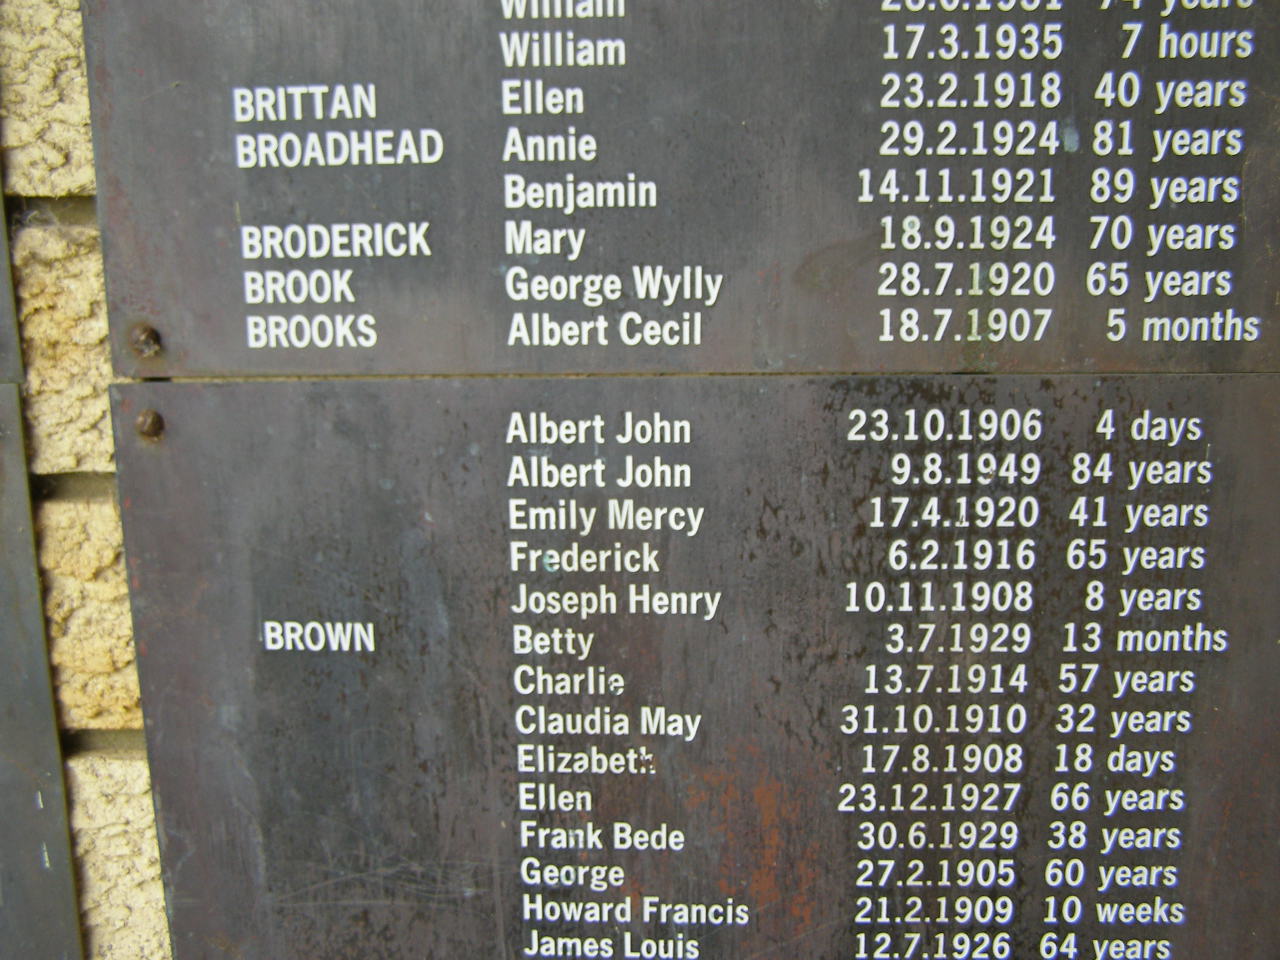 William 28.6.1931 74 years
William 17.3.1935 7 hours
BRITTAN Ellen 23.2.1918 40 years
BROADHEAD Annie 29.2.1924 81 years
Benjamin 14.11.1921 89 years
BRODERICK Mary 18.9.1924 70 years
BROOK George Wylly 28.7.1920 65 years
BROOKS Albert Cecil 18.7.1907 5 months
Albert John 23.10.1906 4 days
Albert John 9.8.1949 84 years
Emily Mercy 17.4.1920 41 years
Frederick 6.2.1916 65 years
Joseph Henry 10.11.1908 8 years
BROWN Betty 3.7.1929 13 months
Charlie 13.7.1914 57 years
Claudia May 31.10.1910 32 years
Elizabeth 17.8.1908 18 days
Ellen 23.12.1927 66 years
Frank Bede 30.6.1929 38 years
George 27.2.1905 60 years
Howard Francis 21.2.1909 10 weeks
James Louis 12.7.1926 64 years